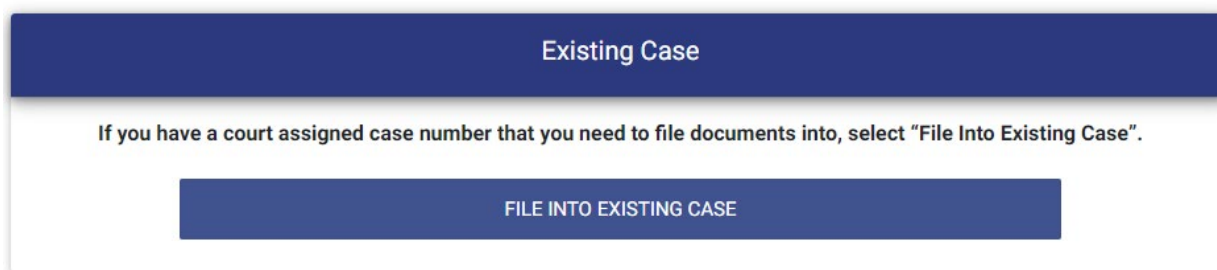 Existing Case
If you have a court assigned case number that you need to file documents into, select “File Into Existing Case”.
FILE INTO EXISTING CASE